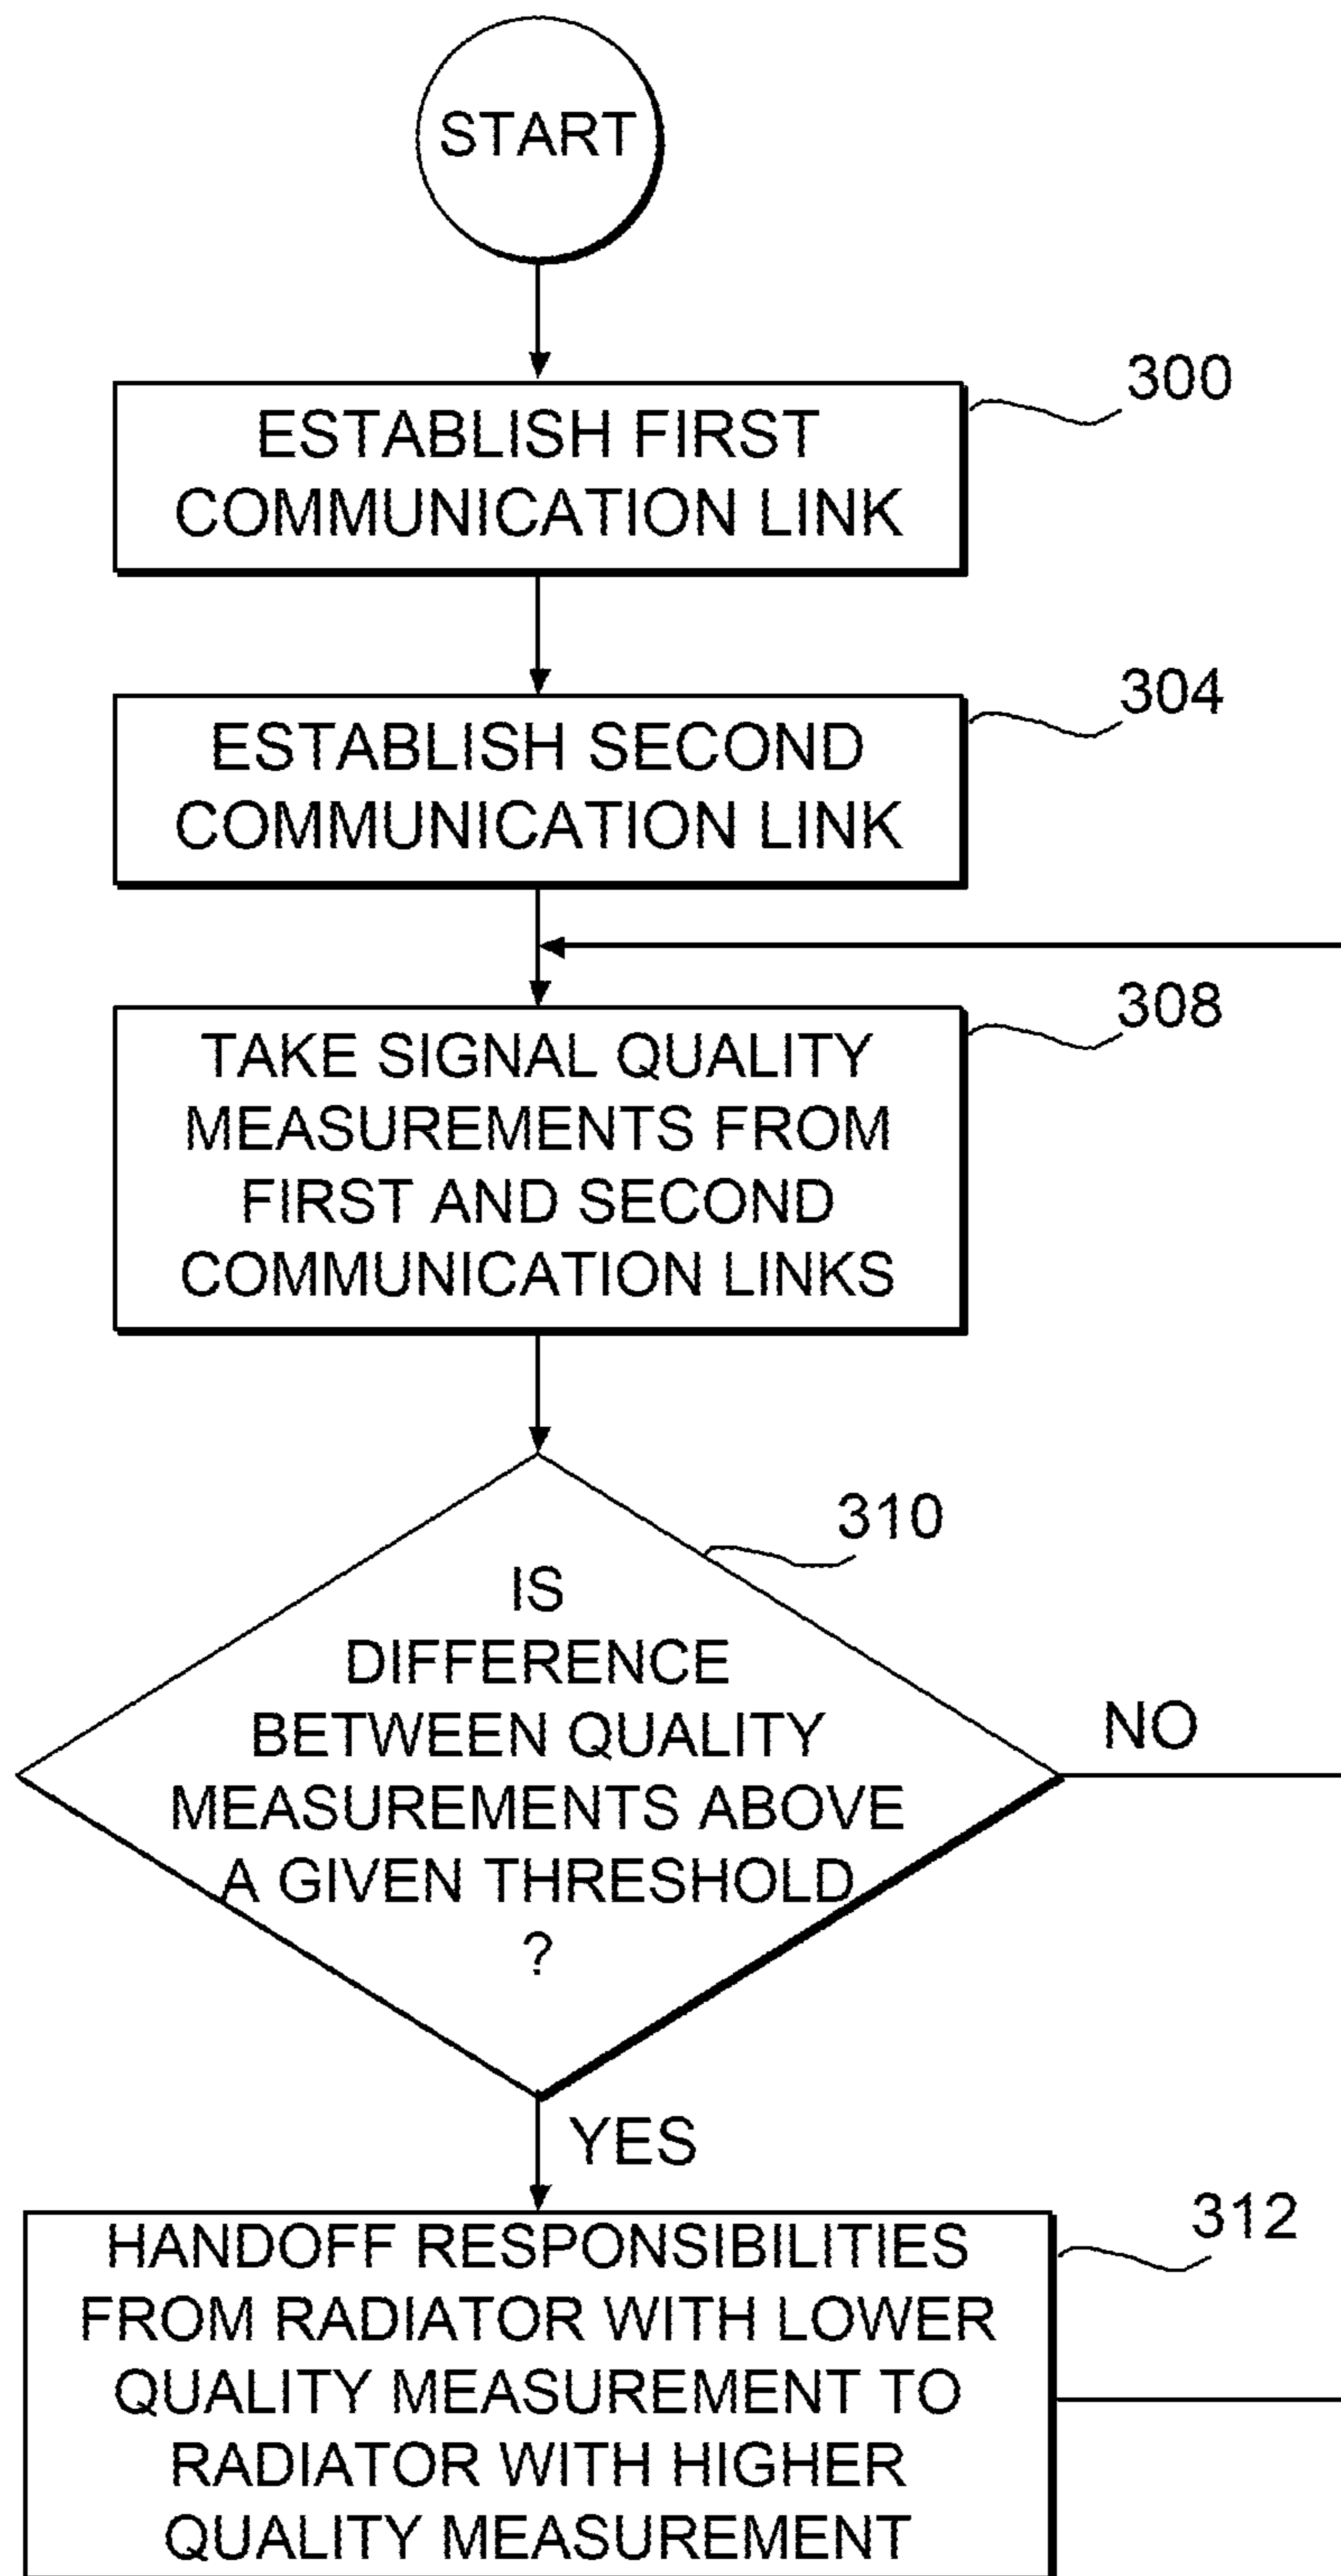 START
300
ESTABLISH FIRST
COMMUNICATION LINK
304
ESTABLISH SECOND
COMMUNICATION LINK
308
TAKE SIGNAL QUALITY
MEASUREMENTS FROM
FIRST AND SECOND
COMMUNICATION LINKS
310
IS
DIFFERENCE
BETWEEN QUALITY
MEASUREMENTS ABOVE
A GIVEN THRESHOLD
?
NO
YES
312
HANDOFF RESPONSIBILITIES
FROM RADIATOR WITH LOWER
QUALITY MEASUREMENT TO
RADIATOR WITH HIGHER
QUALITY MEASUREMENT